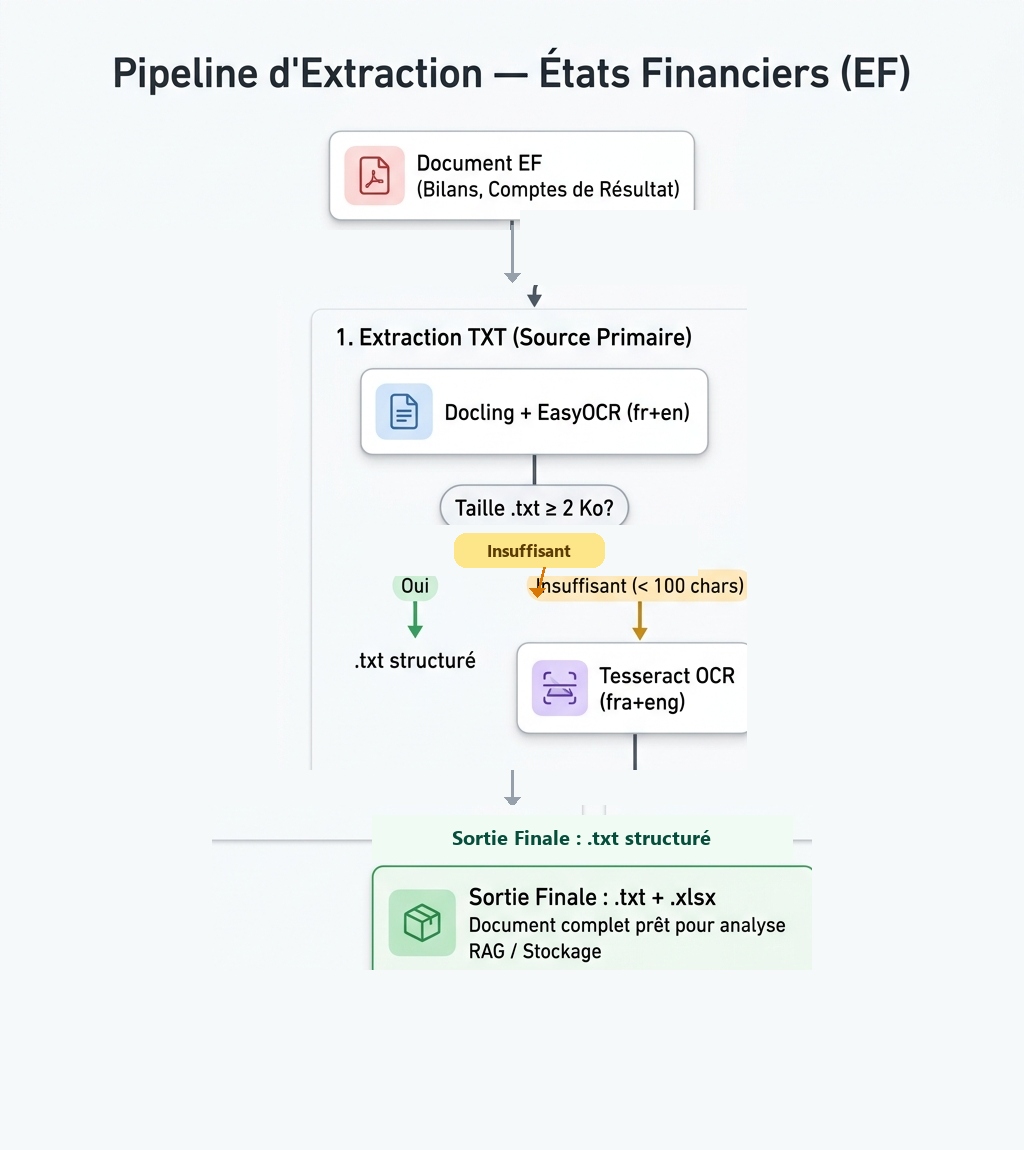 Pipeline d'Extraction — États Financiers (EF)
Document EF
(Bilans, Comptes de Résultat)
1. Extraction TXT (Source Primaire)
Docling + EasyOCR (fr+en)
Taille .txt ≥ 2 Ko?
Insuffisant
Oui
Insuffisant (< 100 chars)
.txt structuré
Tesseract OCR
(fra+eng)
Sortie Finale : .txt structuré
Sortie Finale : .txt + .xlsx
Document complet prêt pour analyse
RAG / Stockage